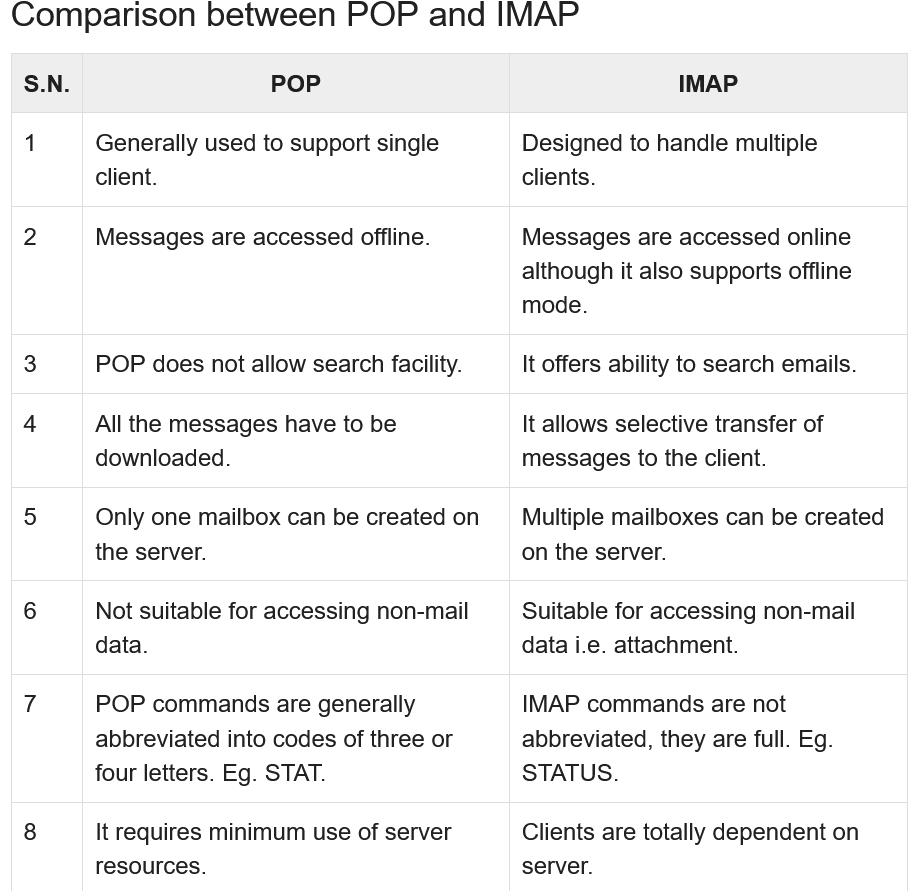 Comparison between POP and IMAP
S.N. POP IMAP
1 Generally used to support single Designed to handle multiple
client. clients.
2 Messages are accessed offline. Messages are accessed online
although it also supports offline
mode.
3 POP does not allow search facility. It offers ability to search emails.
4 All the messages have to be It allows selective transfer of
downloaded. messages to the client.
5 Only one mailbox can be created on Multiple mailboxes can be created
the server. on the server.
6 Not suitable for accessing non-mail Suitable for accessing non-mail
data. data i.e. attachment.
7 POP commands are generally IMAP commands are not
abbreviated into codes of three or abbreviated, they are full. Eg.
four letters. Eg. STAT. STATUS.
8 It requires minimum use of server Clients are totally dependent on
resources. server.